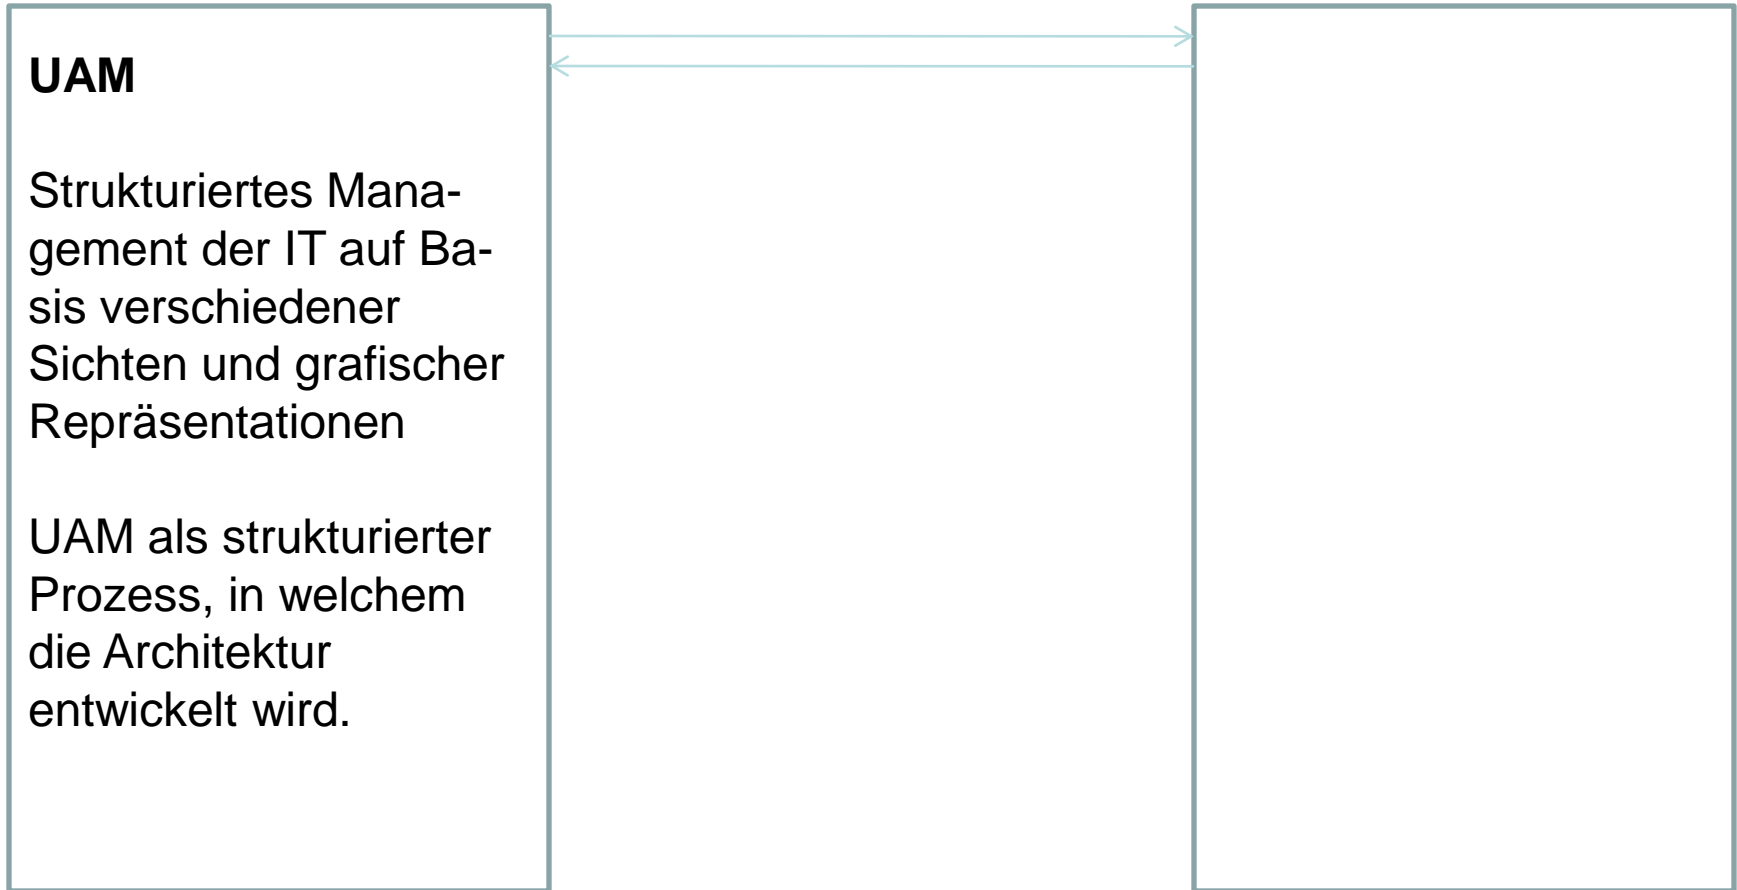 UAM
Strukturiertes Mana-
gement der IT auf Ba-
sis verschiedener
Sichten und grafischer
Repräsentationen
UAM als strukturierter
Prozess, in welchem
die Architektur
entwickelt wird.